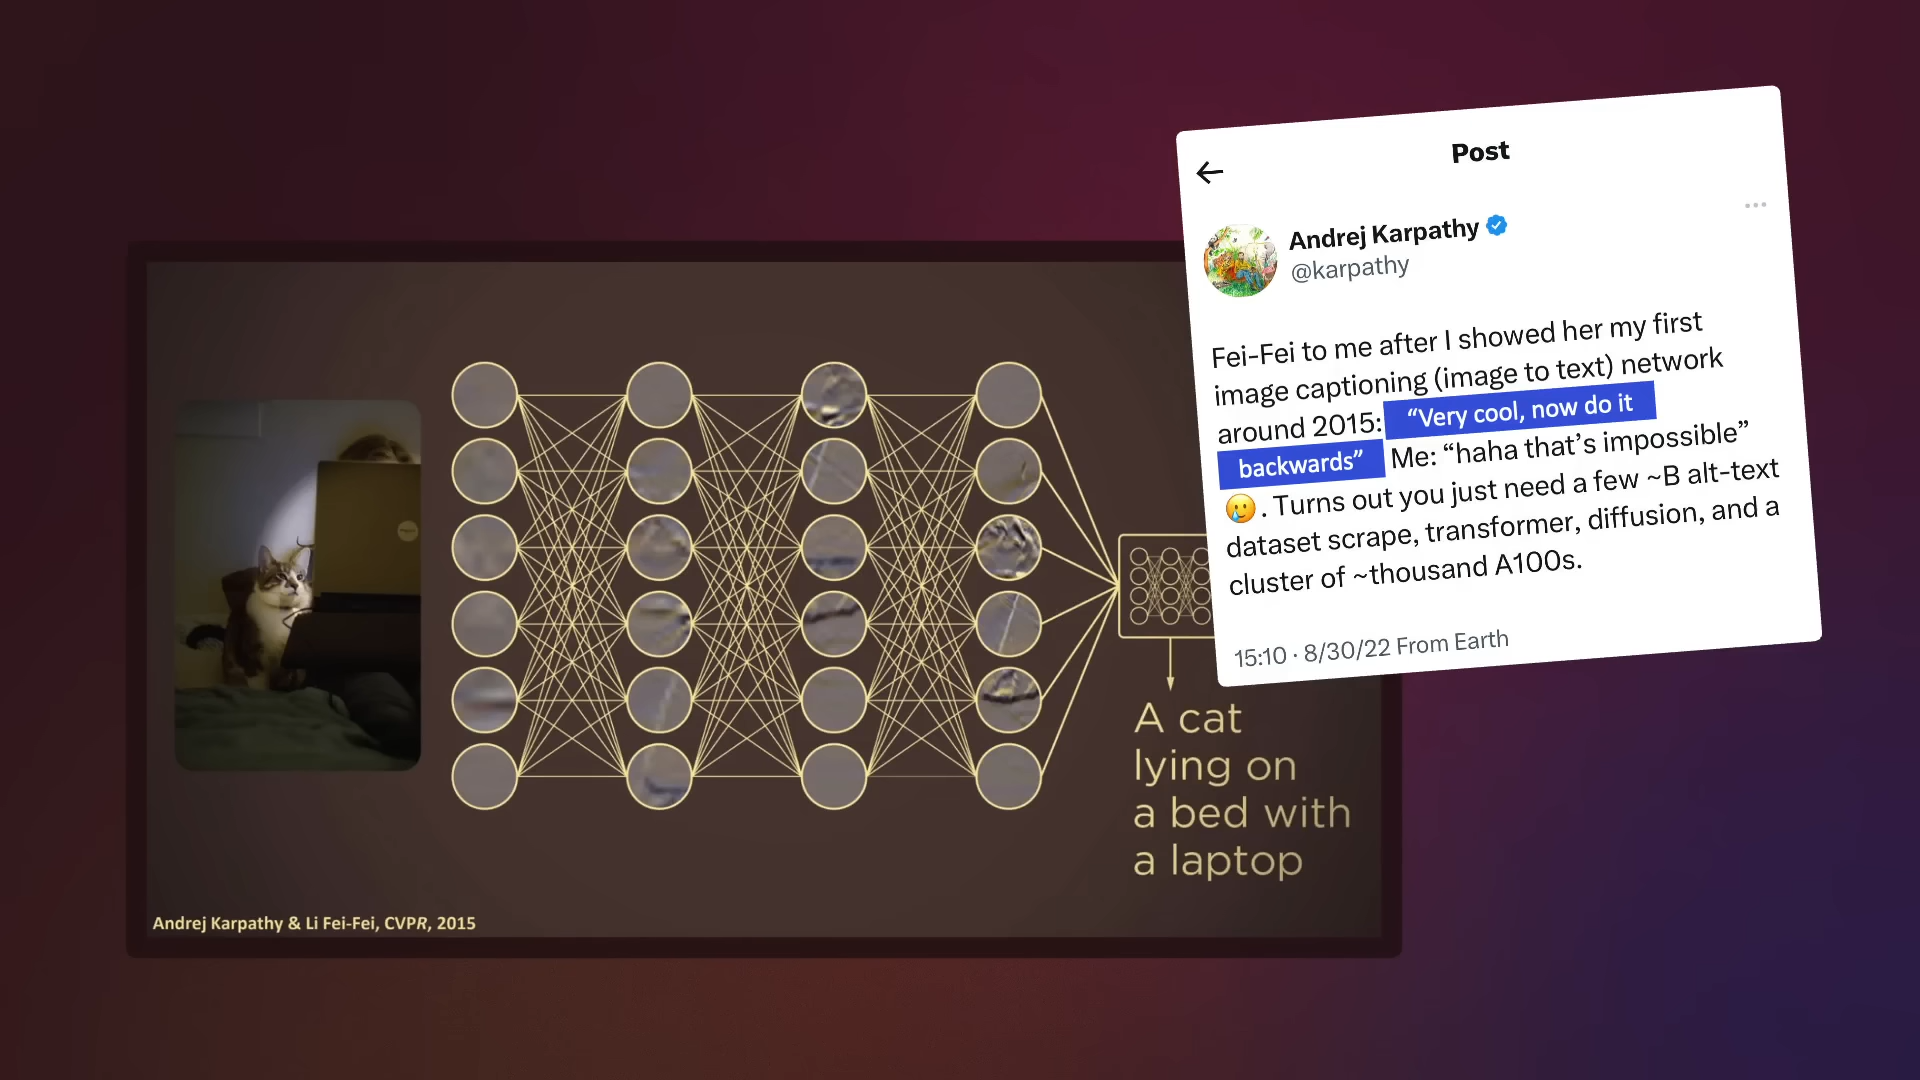 Post
Andrej Karpathy
@karpathy
Fei-Fei to me after I showed her my first
image captioning (image to text) network
around 2015: “Very cool, now do it
backwards” Me: “haha that’s impossible”
🥲. Turns out you just need a few ~B alt-text
dataset scrape, transformer, diffusion, and a
cluster of ~thousand A100s.
15:10 · 8/30/22 From Earth
A cat
lying on
a bed with
a laptop
Andrej Karpathy & Li Fei-Fei, CVPR, 2015